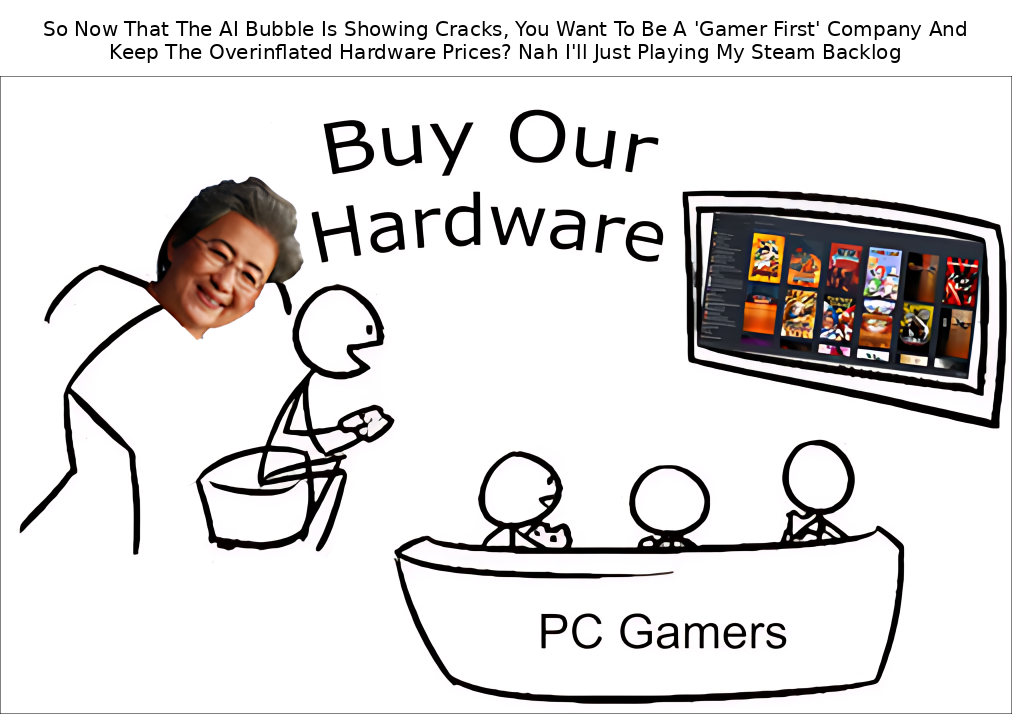 So Now That The AI Bubble Is Showing Cracks, You Want To Be A 'Gamer First' Company And
Keep The Overinflated Hardware Prices? Nah I'll Just Playing My Steam Backlog
Buy Our
Hardware
PC Gamers